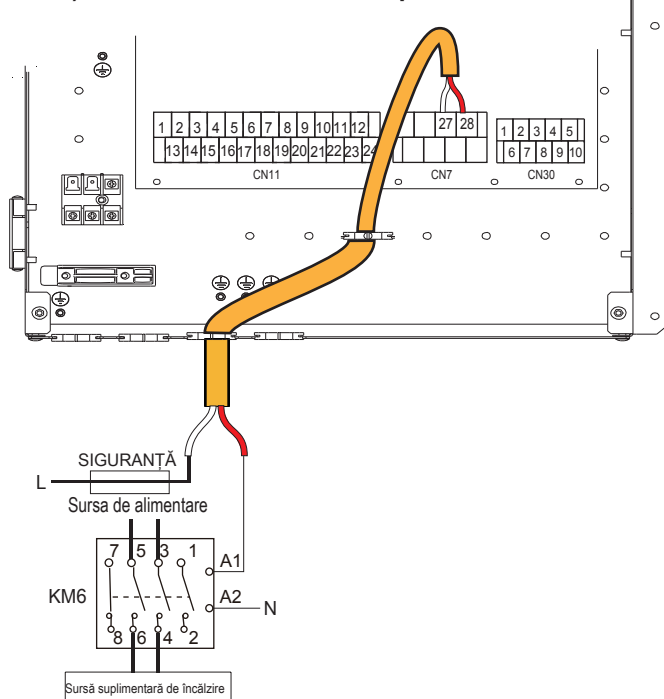 1 2 3 4 5 6 7 8 9 10 11 12
13 14 15 16 17 18 19 20 21 22 23 24
CN11
27 28
CN7
1 2 3 4 5
6 7 8 9 10
CN30
SIGURANȚĂ
L
Sursa de alimentare
7 5 3 1
A1
KM6
A2
N
8 6 4 2
Sursă suplimentară de încălzire